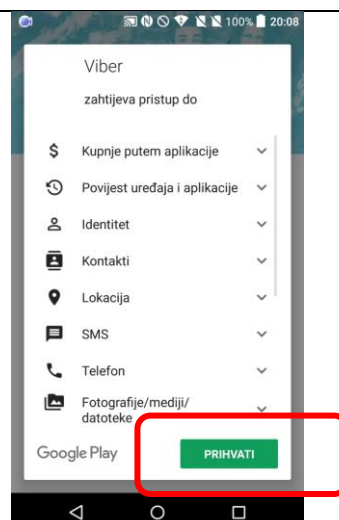 100% 20:08
Viber
zahtijeva pristup do
Kupnje putem aplikacije
Povijest uređaja i aplikacije
Identitet
Kontakti
Lokacija
SMS
Telefon
Fotografije/mediji/
datoteke
Google Play PRIHVATI